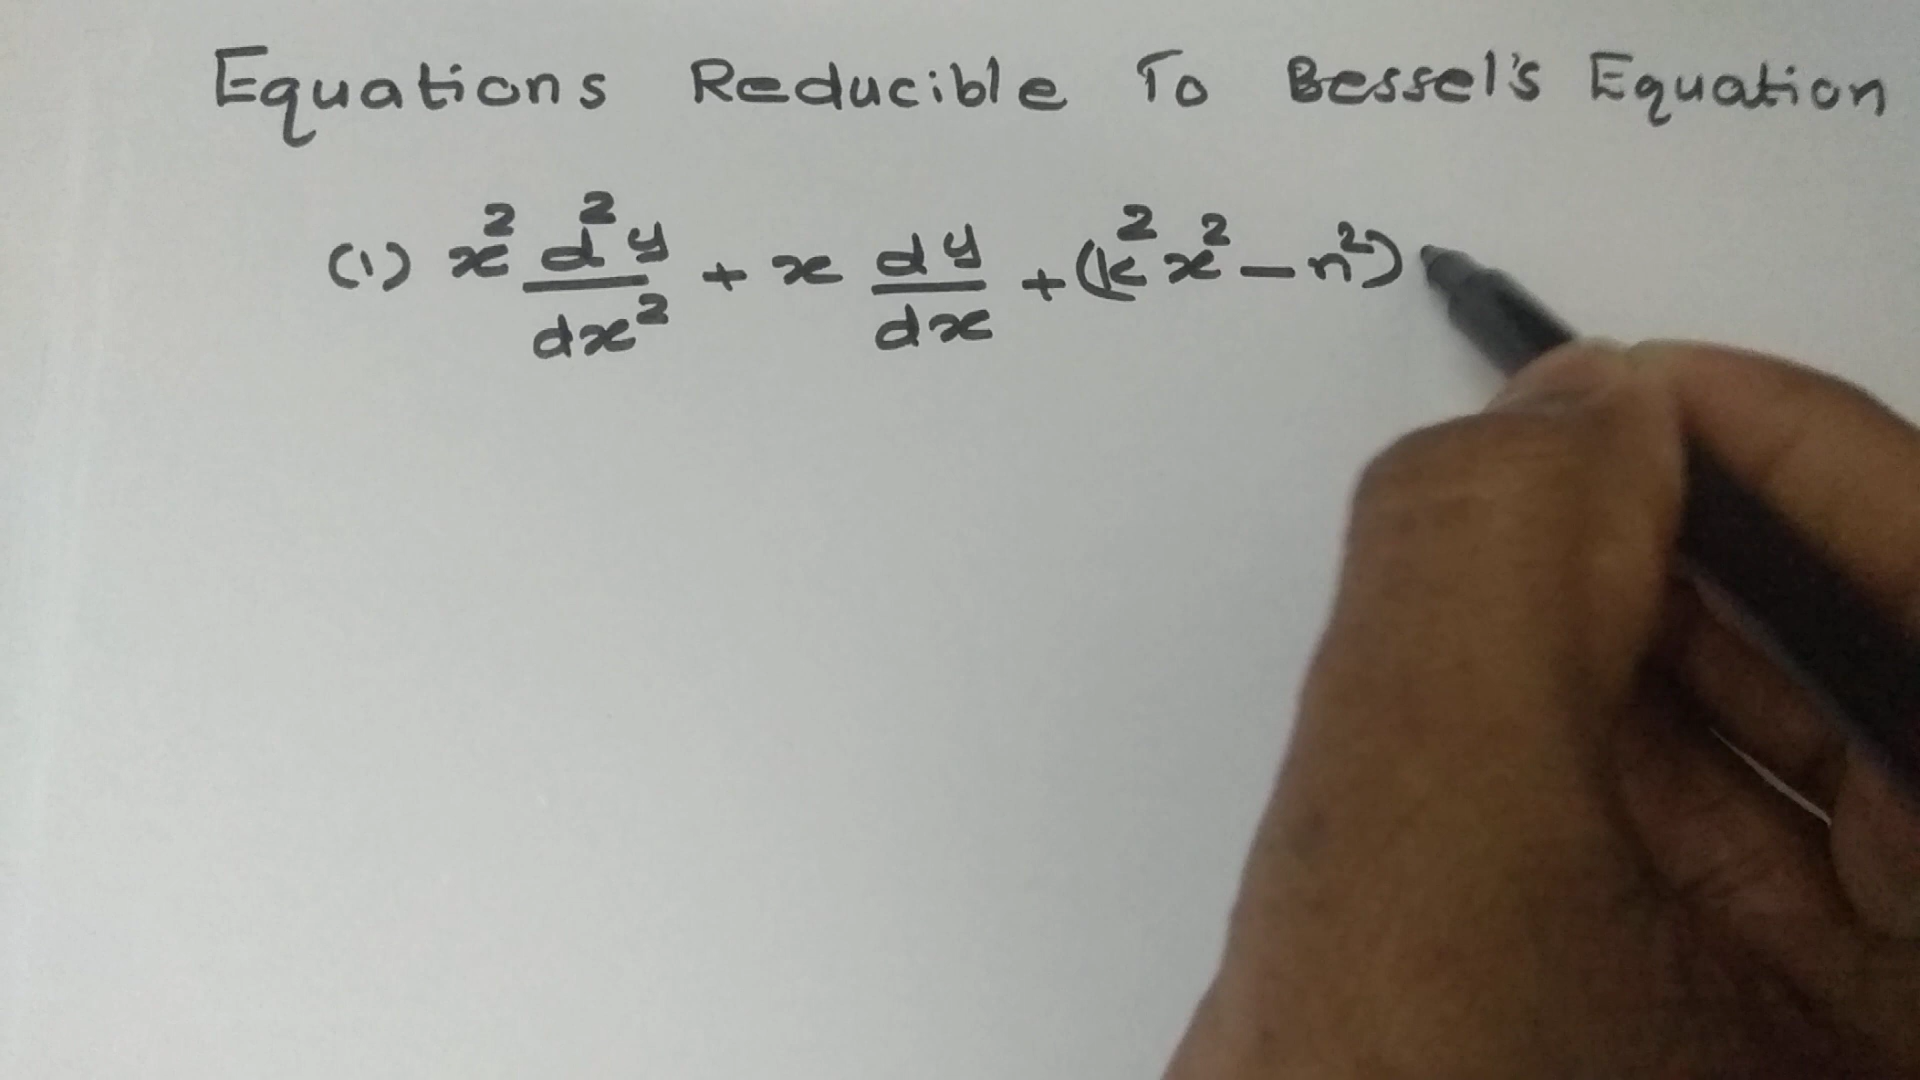 Equations Reducible To Bessel's Equation
(1) x² d²y/dx² + x dy/dx + (k²x² - n²)